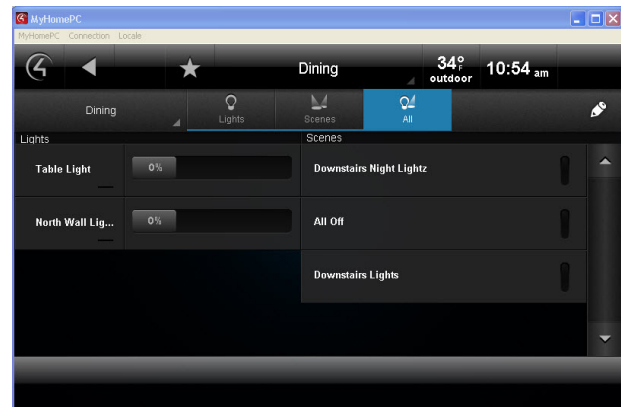 MyHomePC
MyHomePC Connection Locale
4 Dining 34°F outdoor 10:54 am
Dining Lights Scenes All
Lights Scenes
Table Light 0% Downstairs Night Lightz
North Wall Lig... 0% All Off
Downstairs Lights